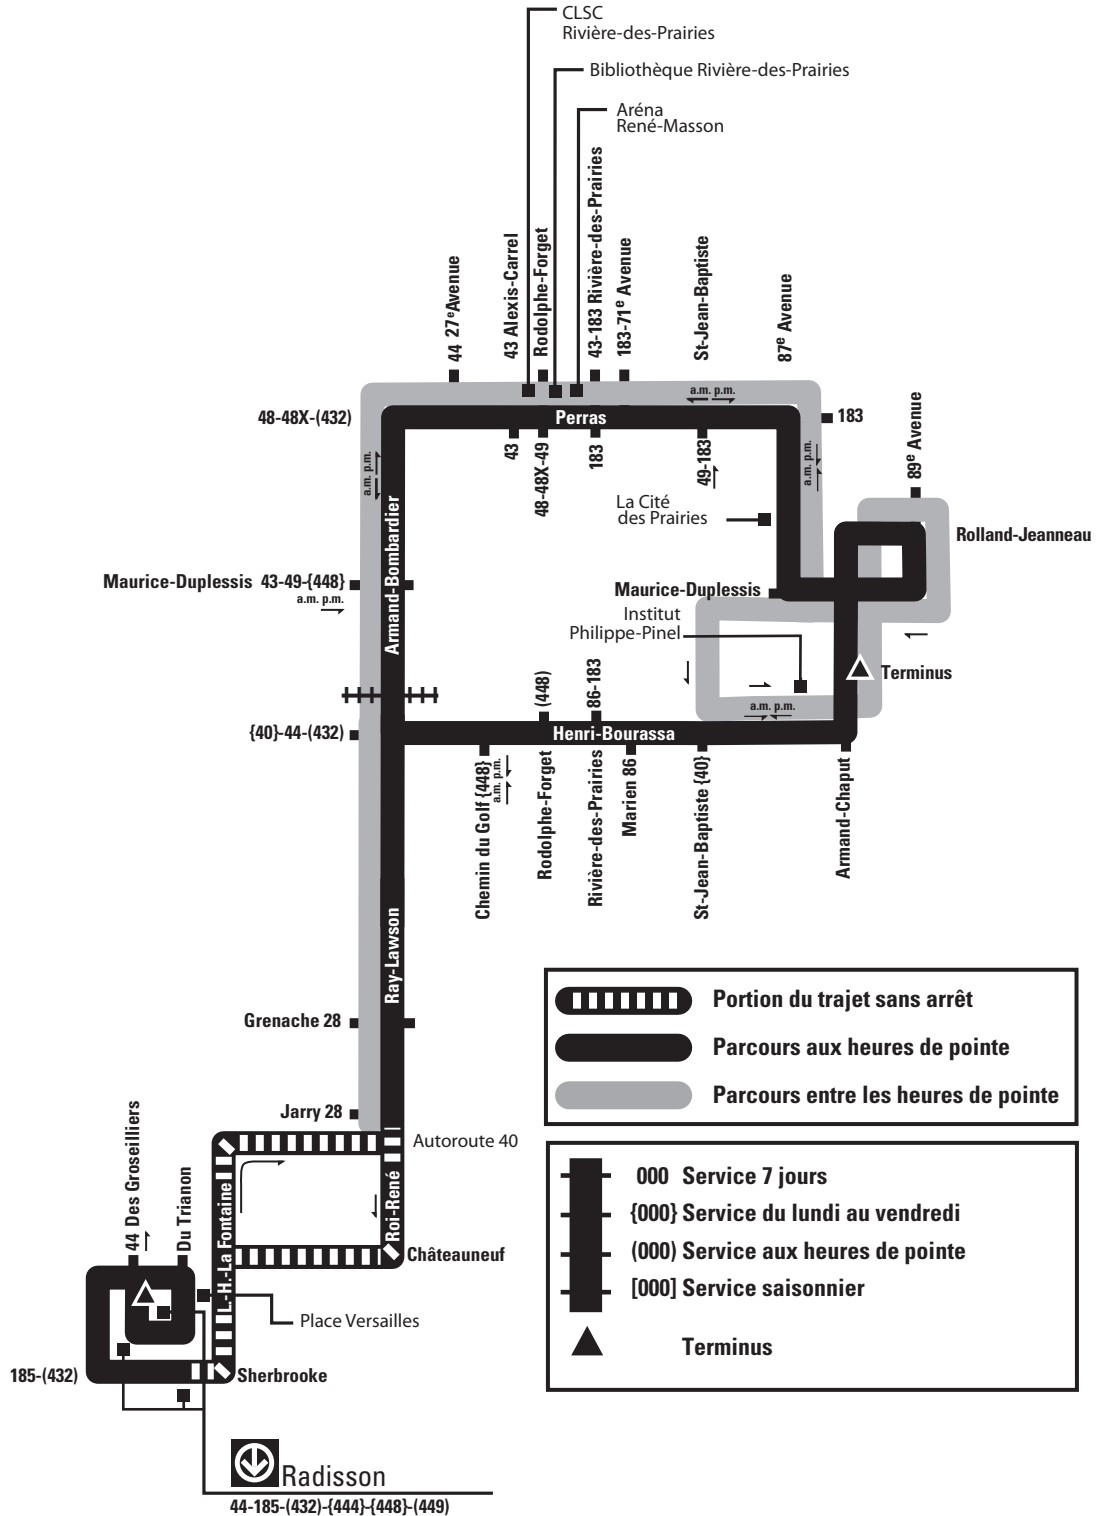 CLSC
Rivière-des-Prairies
Bibliothèque Rivière-des-Prairies
Aréna
René-Masson
44 27e Avenue
43 Alexis-Carrel
Rodolphe-Forget
43-183 Rivière-des-Prairies
183-71e Avenue
St-Jean-Baptiste
87e Avenue
a.m. p.m.
48-48X-(432)
Perras
183
89e Avenue
43
48-48X-49
183
49-183
a.m. p.m.
a.m. p.m.
La Cité
des Prairies
Rolland-Jeanneau
Armand-Bombardier
Maurice-Duplessis 43-49-{448}
a.m. p.m.
Maurice-Duplessis
Institut
Philippe-Pinel
Terminus
(448)
86-183
a.m. p.m.
{40}-44-(432)
Henri-Bourassa
Chemin du Golf {448}
a.m. p.m.
Rodolphe-Forget
Rivière-des-Prairies
Marien 86
St-Jean-Baptiste {40}
Armand-Chaput
Ray-Lawson
Grenache 28
Jarry 28
Autoroute 40
Portion du trajet sans arrêt
Parcours aux heures de pointe
Parcours entre les heures de pointe
44 Des Groseilliers
Du Trianon
L.-H.-La Fontaine
Roi-René
Châteauneuf
Place Versailles
185-(432)
Sherbrooke
000 Service 7 jours
{000} Service du lundi au vendredi
(000) Service aux heures de pointe
[000] Service saisonnier
Terminus
Radisson
44-185-(432)-{444}-{448}-(449)